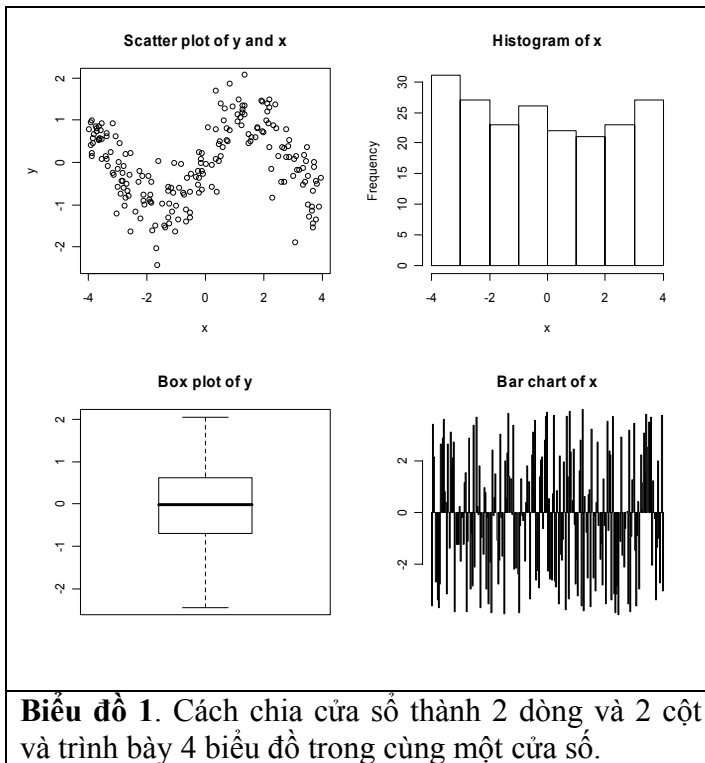 Scatter plot of y and x
2
1
0
-1
-2
y
-4 -2 0 2 4
x
Histogram of x
30
25
20
15
10
5
0
Frequency
-4 -2 0 2 4
x
Box plot of y
2
1
0
-1
-2
Bar chart of x
2
0
-2
Biểu đồ 1. Cách chia cửa sổ thành 2 dòng và 2 cột
và trình bày 4 biểu đồ trong cùng một cửa số.